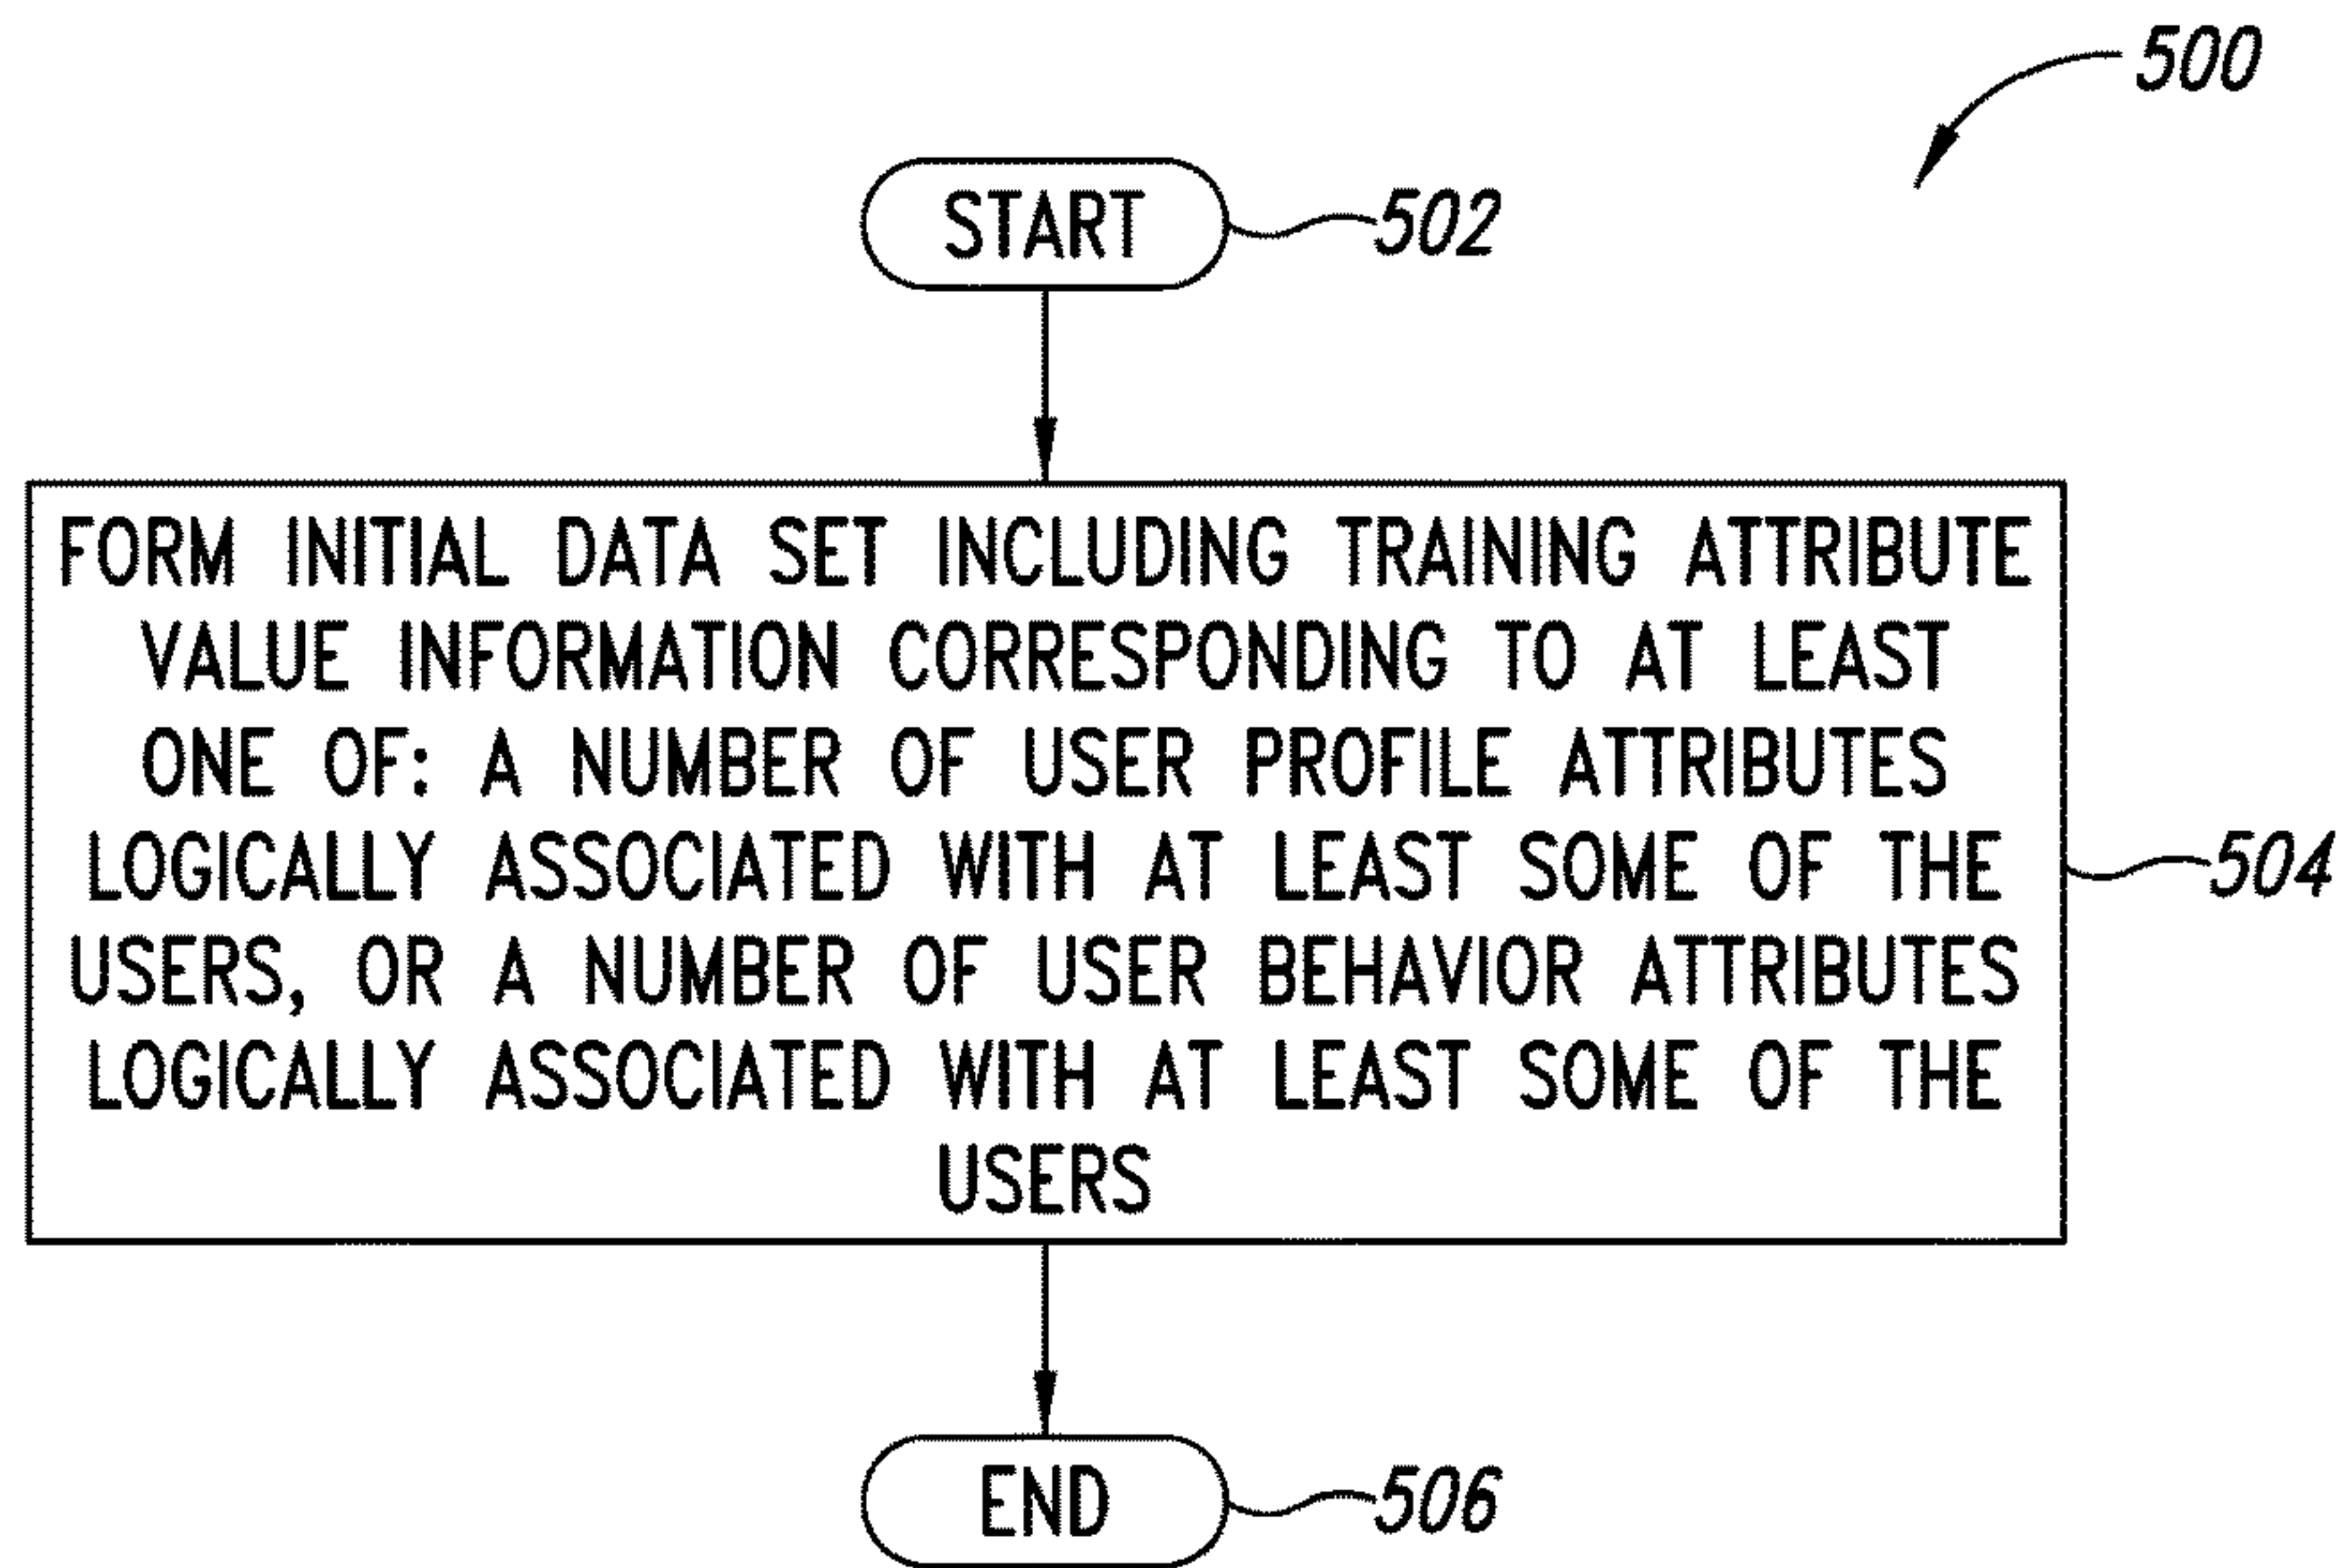 500
START
502
FORM INITIAL DATA SET INCLUDING TRAINING ATTRIBUTE
VALUE INFORMATION CORRESPONDING TO AT LEAST
ONE OF: A NUMBER OF USER PROFILE ATTRIBUTES
LOGICALLY ASSOCIATED WITH AT LEAST SOME OF THE
USERS, OR A NUMBER OF USER BEHAVIOR ATTRIBUTES
LOGICALLY ASSOCIATED WITH AT LEAST SOME OF THE
USERS
504
END
506